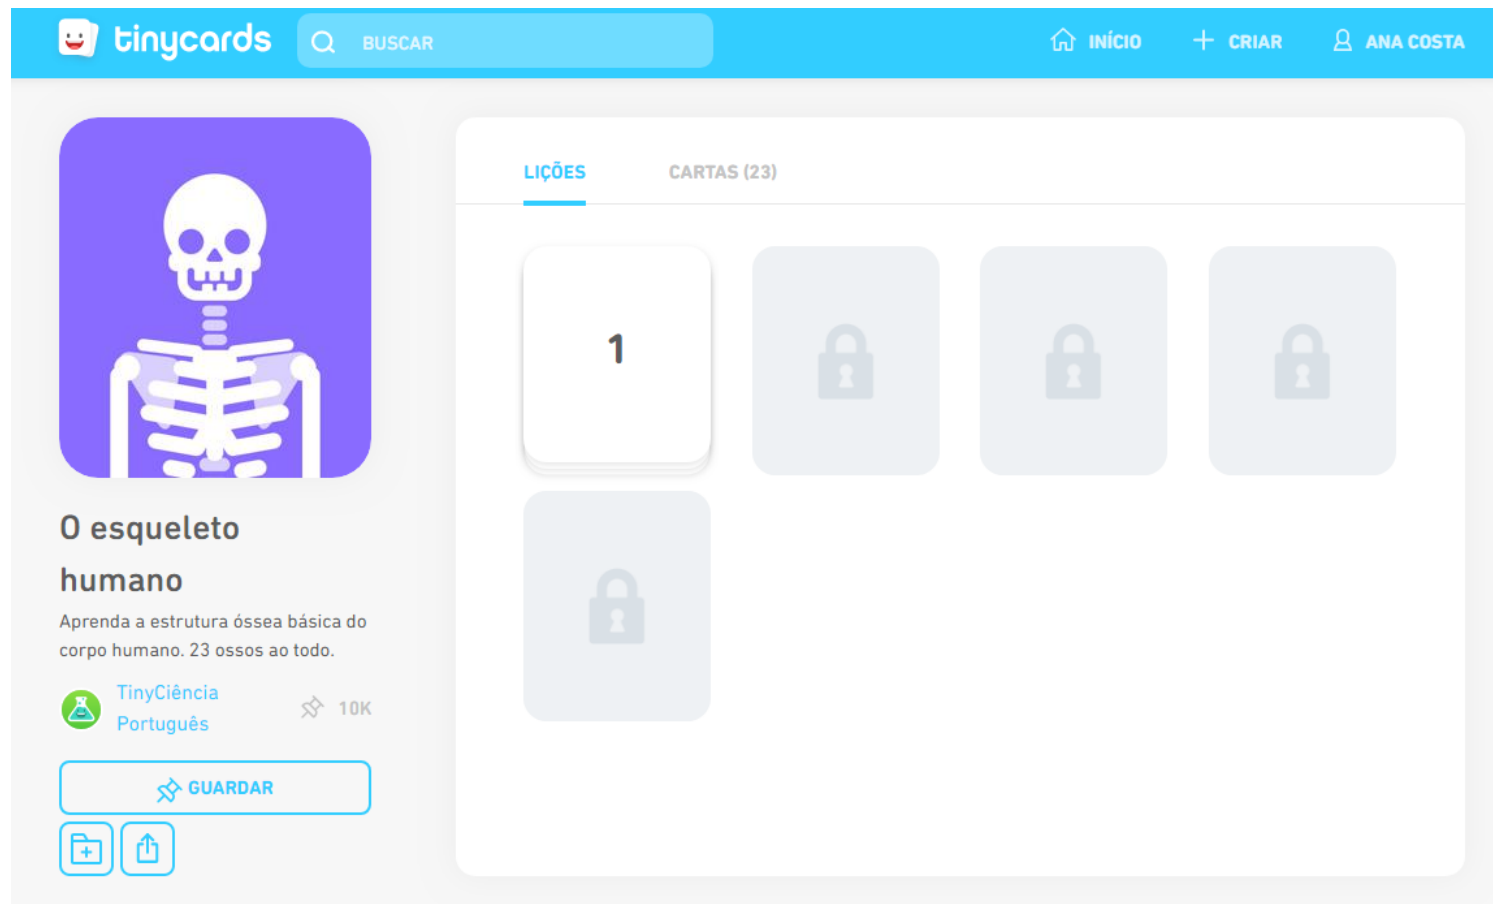 tinycards
BUSCAR
INÍCIO
CRIAR
ANA COSTA
O esqueleto
humano
Aprenda a estrutura óssea básica do
corpo humano. 23 ossos ao todo.
TinyCiência
Português
10K
GUARDAR
LIÇÕES
CARTAS (23)
1